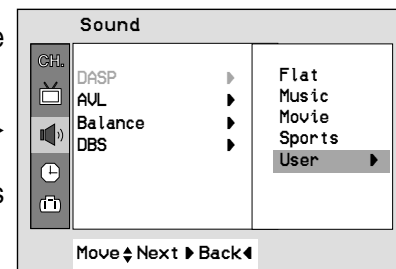 Sound
CH.
DASP
AVL
Balance
DBS
Flat
Music
Movie
Sports
User
Move Next Back